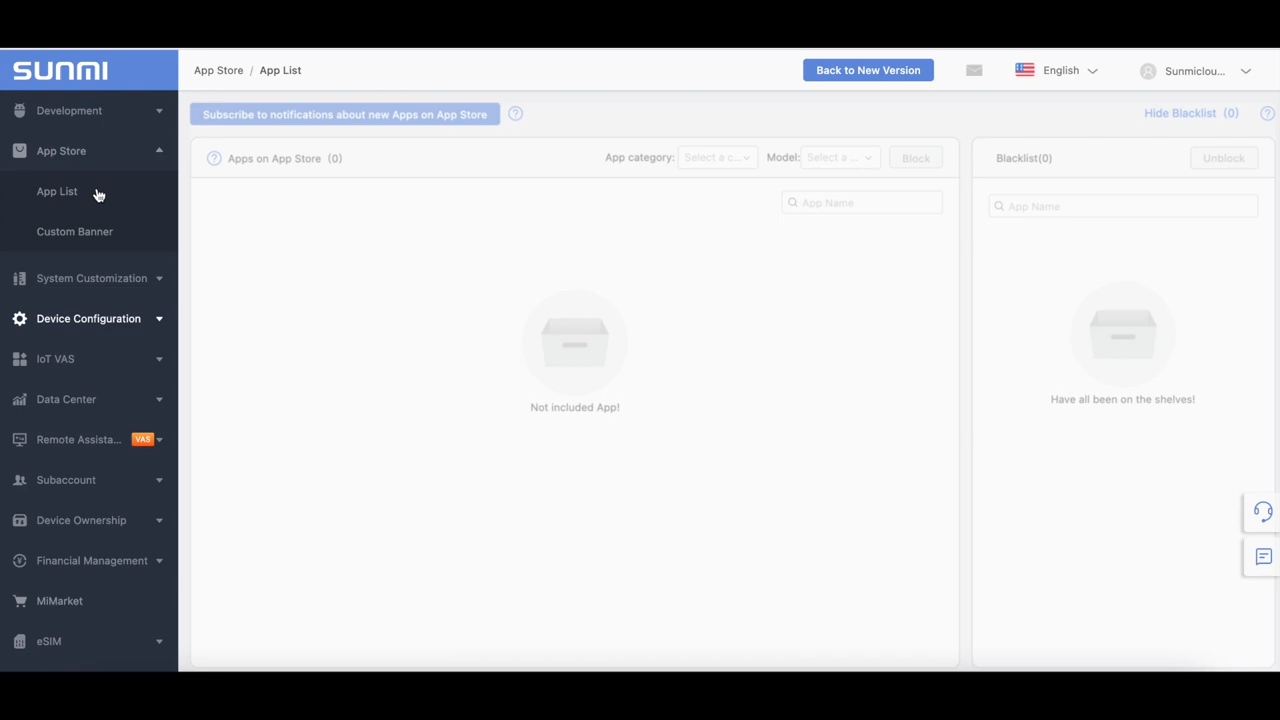 SUNMI
App Store / App List
Back to New Version
English
Sunmiclou...
Development
App Store
App List
Custom Banner
System Customization
Device Configuration
IoT VAS
Data Center
Remote Assista... VAS
Subaccount
Device Ownership
Financial Management
MiMarket
eSIM
Subscribe to notifications about new Apps on App Store ?
Hide Blacklist (0) ?
? Apps on App Store (0)
App category: Select a c... Model: Select a ... Block
App Name
Not included App!
Blacklist(0) Unblock
App Name
Have all been on the shelves!